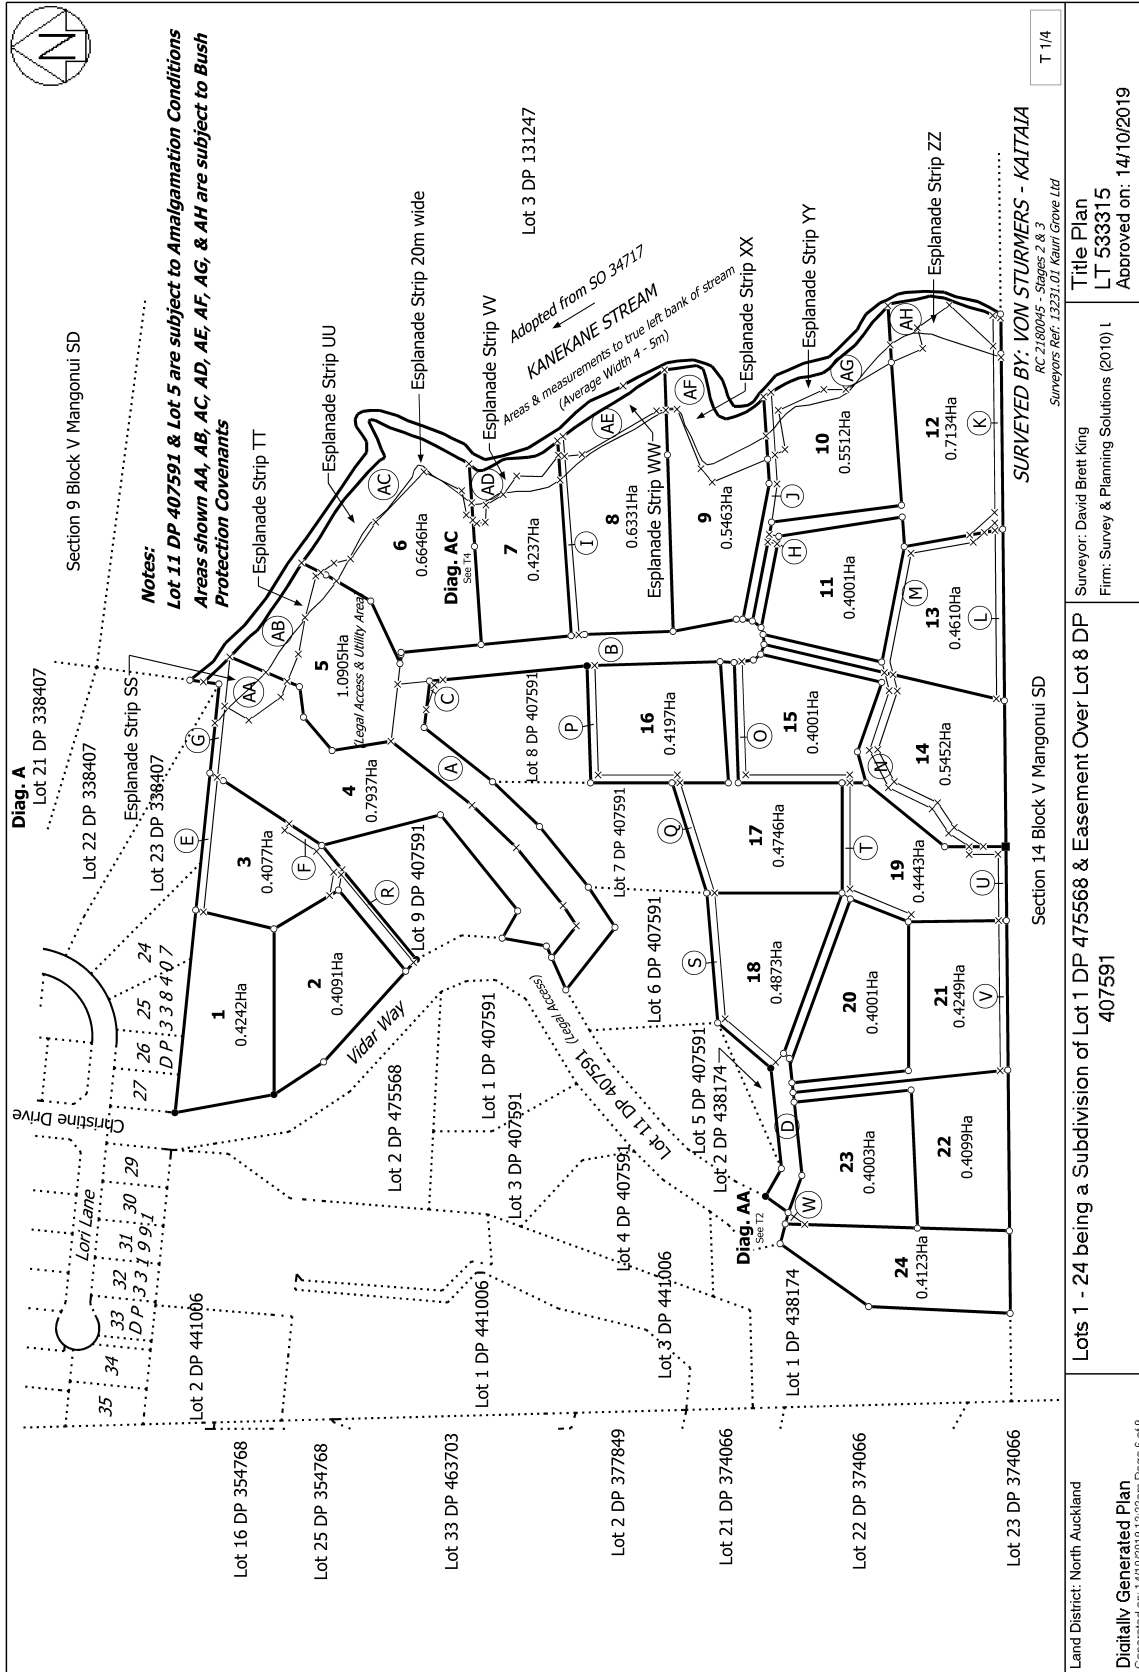 N
Notes:
Lot 11 DP 407591 & Lot 5 are subject to Amalgamation Conditions
Areas shown AA, AB, AC, AD, AE, AF, AG, & AH are subject to Bush
Protection Covenants
T 1/4
Diag. A
Lot 21 DP 338407
Lot 22 DP 338407
Lot 23 DP 338407
Section 9 Block V Mangonui SD
Esplanade Strip SS
Esplanade Strip TT
Esplanade Strip UU
Esplanade Strip 20m wide
Esplanade Strip VV
Lot 3 DP 131247
Adopted from SO 34717
KANEKANE STREAM
Areas & measurements to true left bank of stream
(Average Width 4 - 5m)
Esplanade Strip WW
Esplanade Strip XX
Esplanade Strip YY
Esplanade Strip ZZ
Christine Drive
Lori Lane
24
25
26
27
DP 338407
29
30
31
32
33
34
35
DP 331991
Vidar Way
1
0.4242Ha
2
0.4091Ha
3
0.4077Ha
4
0.7937Ha
5
1.0905Ha
(Legal Access & Utility Area)
6
0.6646Ha
Diag. AC
See T4
7
0.4237Ha
8
0.6331Ha
9
0.5463Ha
10
0.5512Ha
11
0.4001Ha
12
0.7134Ha
13
0.4610Ha
14
0.5452Ha
15
0.4001Ha
16
0.4197Ha
17
0.4746Ha
18
0.4873Ha
19
0.4443Ha
20
0.4001Ha
21
0.4249Ha
22
0.4099Ha
23
0.4003Ha
24
0.4123Ha
A
B
C
D
E
F
G
H
I
J
K
L
M
N
O
P
Q
R
S
T
U
V
W
AA
AB
AC
AD
AE
AF
AG
AH
Lot 9 DP 407591
Lot 8 DP 407591
Lot 7 DP 407591
Lot 6 DP 407591
Lot 5 DP 407591
Lot 2 DP 438174
Lot 11 DP 407591 (Legal Access)
Lot 1 DP 407591
Lot 2 DP 475568
Lot 3 DP 407591
Lot 4 DP 407591
Diag. AA
See T2
Lot 2 DP 441006
Lot 1 DP 441006
Lot 3 DP 441006
Lot 1 DP 438174
Lot 16 DP 354768
Lot 25 DP 354768
Lot 33 DP 463703
Lot 2 DP 377849
Lot 21 DP 374066
Lot 22 DP 374066
Lot 23 DP 374066
Section 14 Block V Mangonui SD
SURVEYED BY: VON STURMERS - KAITAIA
RC 2180045 - Stages 2 & 3
Surveyors Ref: 13231.01 Kauri Grove Ltd
Land District: North Auckland
Digitally Generated Plan
Lots 1 - 24 being a Subdivision of Lot 1 DP 475568 & Easement Over Lot 8 DP
407591
Surveyor: David Brett King
Firm: Survey & Planning Solutions (2010) L
Title Plan
LT 533315
Approved on: 14/10/2019